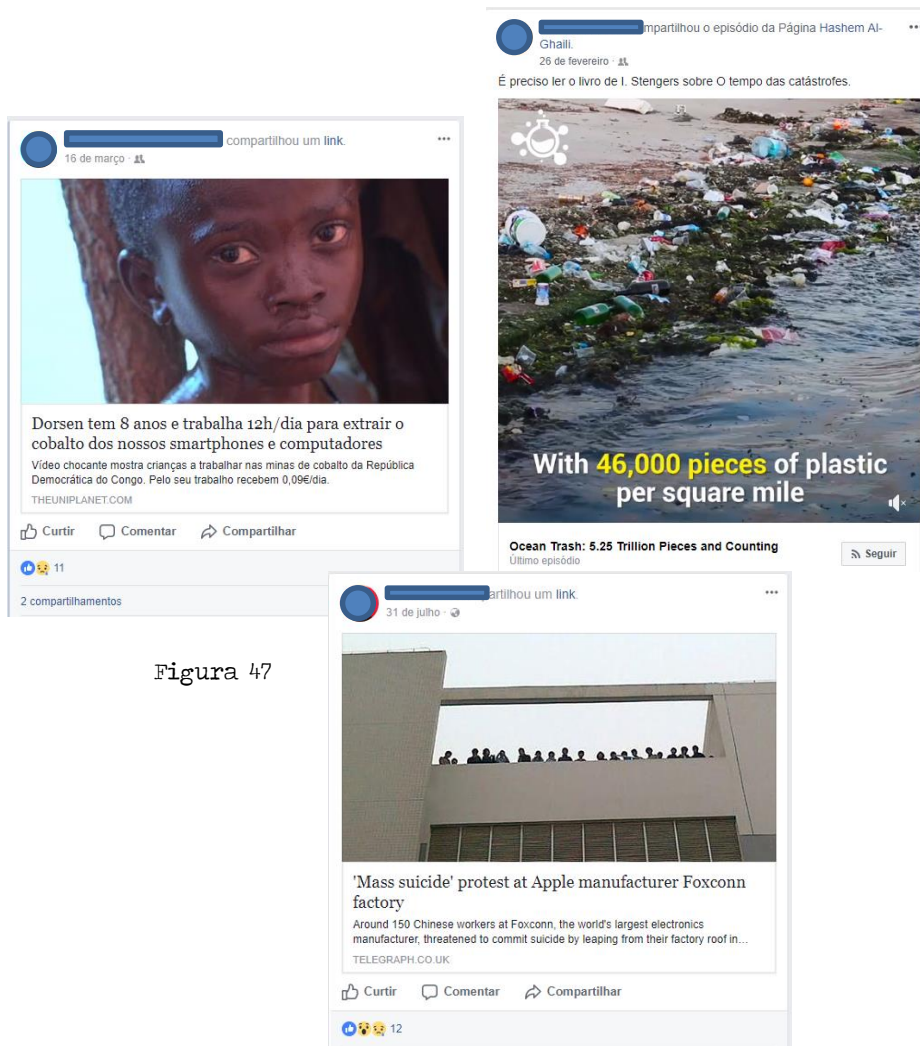 compartilhou um link.
16 de março
Dorsen tem 8 anos e trabalha 12h/dia para extrair o
cobalto dos nossos smartphones e computadores
Vídeo chocante mostra crianças a trabalhar nas minas de cobalto da República
Democrática do Congo. Pelo seu trabalho recebem 0,09€/dia.
THEUNIPLANET.COM
Curtir Comentar Compartilhar
11
2 compartilhamentos
mpartilhou o episódio da Página Hashem Al-
Ghaili.
26 de fevereiro
É preciso ler o livro de I. Stengers sobre O tempo das catástrofes.
With 46,000 pieces of plastic
per square mile
Ocean Trash: 5.25 Trillion Pieces and Counting
Último episódio
Seguir
Figura 47
artilhou um link.
31 de julho
'Mass suicide' protest at Apple manufacturer Foxconn
factory
Around 150 Chinese workers at Foxconn, the world's largest electronics
manufacturer, threatened to commit suicide by leaping from their factory roof in...
TELEGRAPH.CO.UK
Curtir Comentar Compartilhar
12